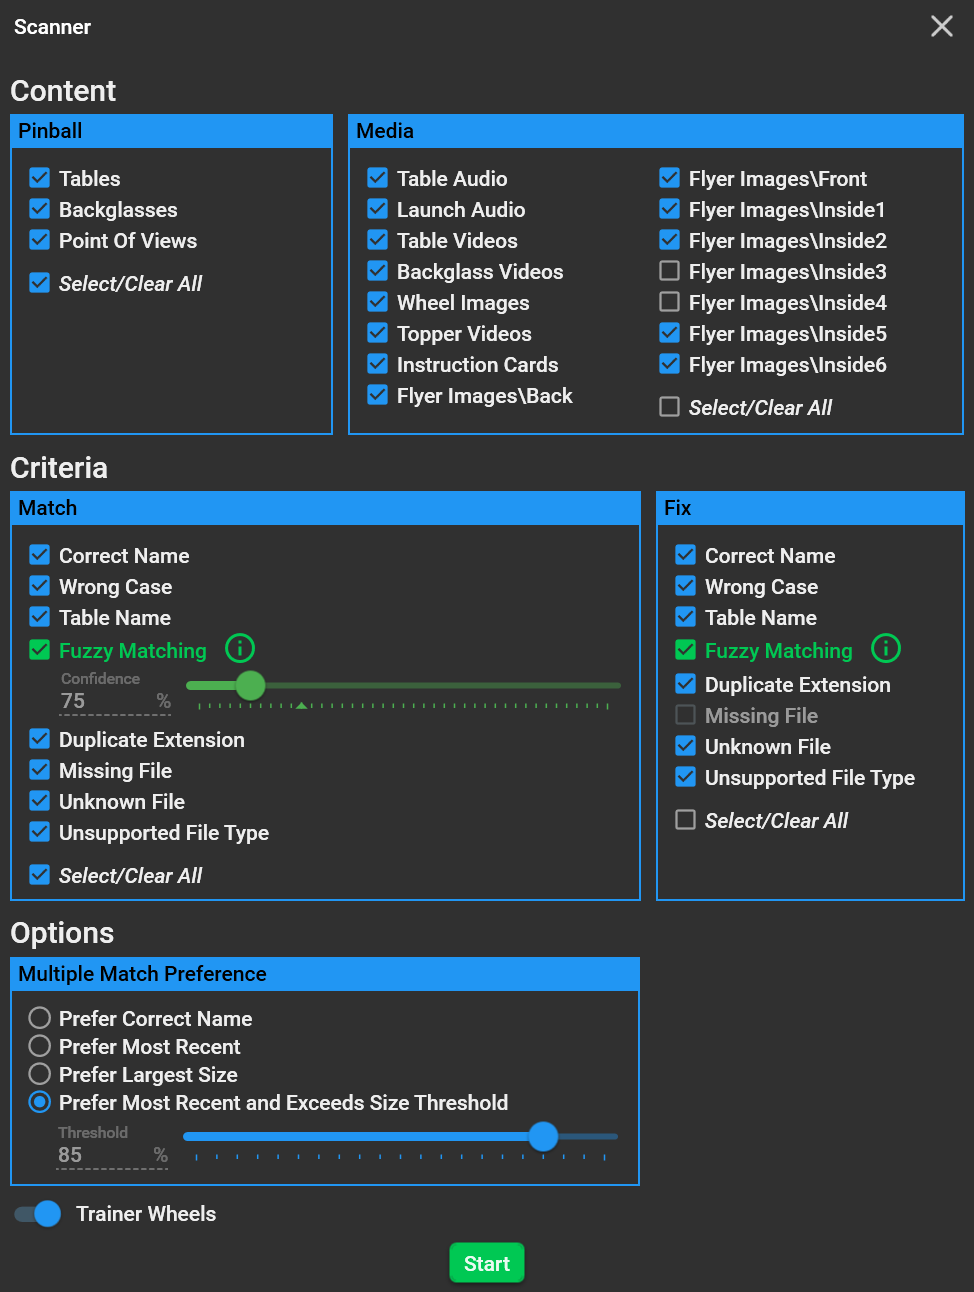 Scanner
Content
Pinball
Tables
Backglasses
Point Of Views
Select/Clear All
Media
Table Audio
Launch Audio
Table Videos
Backglass Videos
Wheel Images
Topper Videos
Instruction Cards
Flyer Images\Back
Flyer Images\Front
Flyer Images\Inside1
Flyer Images\Inside2
Flyer Images\Inside3
Flyer Images\Inside4
Flyer Images\Inside5
Flyer Images\Inside6
Select/Clear All
Criteria
Match
Correct Name
Wrong Case
Table Name
Fuzzy Matching
Confidence
75 %
Duplicate Extension
Missing File
Unknown File
Unsupported File Type
Select/Clear All
Fix
Correct Name
Wrong Case
Table Name
Fuzzy Matching
Duplicate Extension
Missing File
Unknown File
Unsupported File Type
Select/Clear All
Options
Multiple Match Preference
Prefer Correct Name
Prefer Most Recent
Prefer Largest Size
Prefer Most Recent and Exceeds Size Threshold
Threshold
85 %
Trainer Wheels
Start